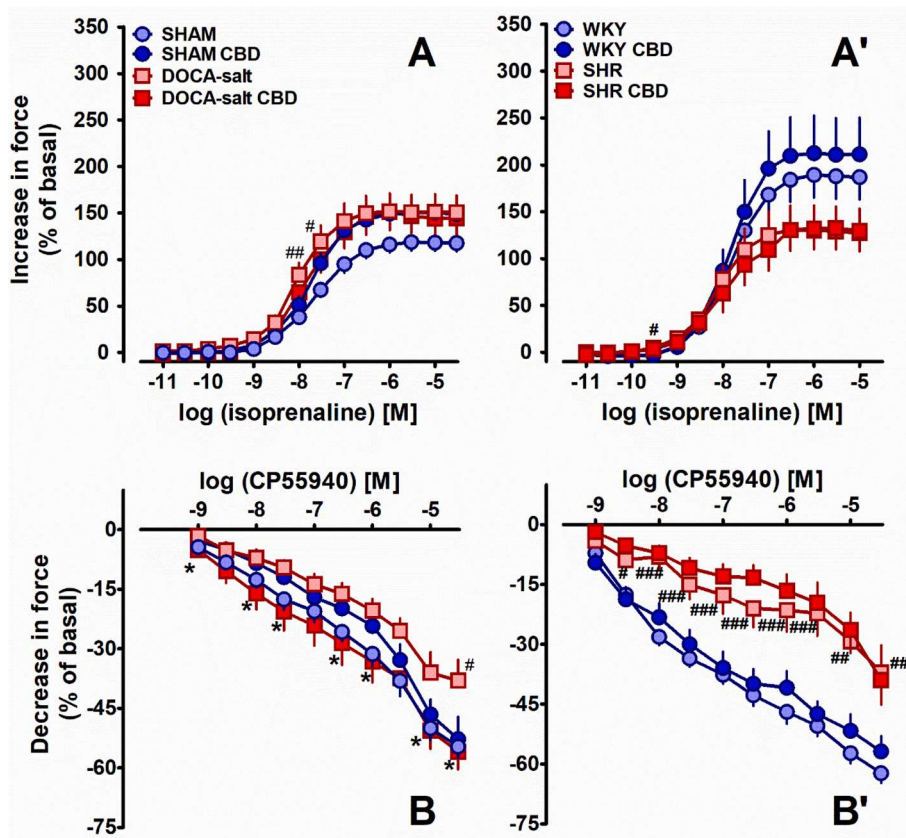 350
300
250
200
150
100
50
0
Increase in force
(% of basal)
SHAM
SHAM CBD
DOCA-salt
DOCA-salt CBD
A
#
##
-11 -10 -9 -8 -7 -6 -5
log (isoprenaline) [M]
350
300
250
200
150
100
50
0
WKY
WKY CBD
SHR
SHR CBD
A'
#
-11 -10 -9 -8 -7 -6 -5
log (isoprenaline) [M]
log (CP55940) [M]
-9 -8 -7 -6 -5
0
-15
-30
-45
-60
-75
Decrease in force
(% of basal)
* * * * * * *
#
B
log (CP55940) [M]
-9 -8 -7 -6 -5
0
-15
-30
-45
-60
-75
# ### ### ### ### ### ### ## ##
B'